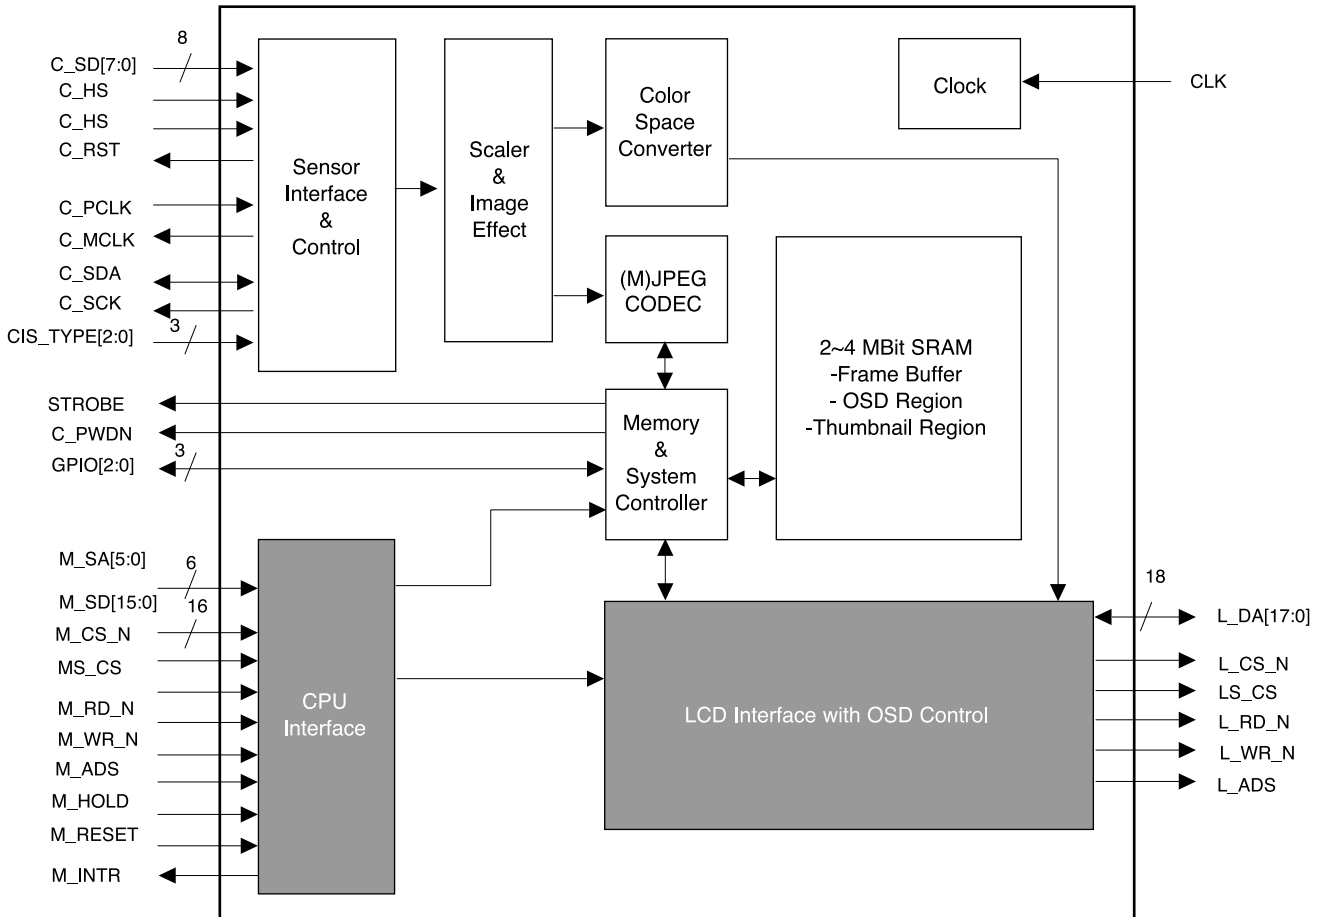 8
C_SD[7:0]
C_HS
C_HS
C_RST
C_PCLK
C_MCLK
C_SDA
C_SCK
3
CIS_TYPE[2:0]
STROBE
C_PWDN
3
GPIO[2:0]
M_SA[5:0]
6
M_SD[15:0]
16
M_CS_N
MS_CS
M_RD_N
M_WR_N
M_ADS
M_HOLD
M_RESET
M_INTR
Sensor
Interface
&
Control
Scaler
&
Image
Effect
Color
Space
Converter
(M)JPEG
CODEC
Memory
&
System
Controller
Clock
CLK
2~4 MBit SRAM
-Frame Buffer
- OSD Region
-Thumbnail Region
CPU
Interface
LCD Interface with OSD Control
18
L_DA[17:0]
L_CS_N
LS_CS
L_RD_N
L_WR_N
L_ADS